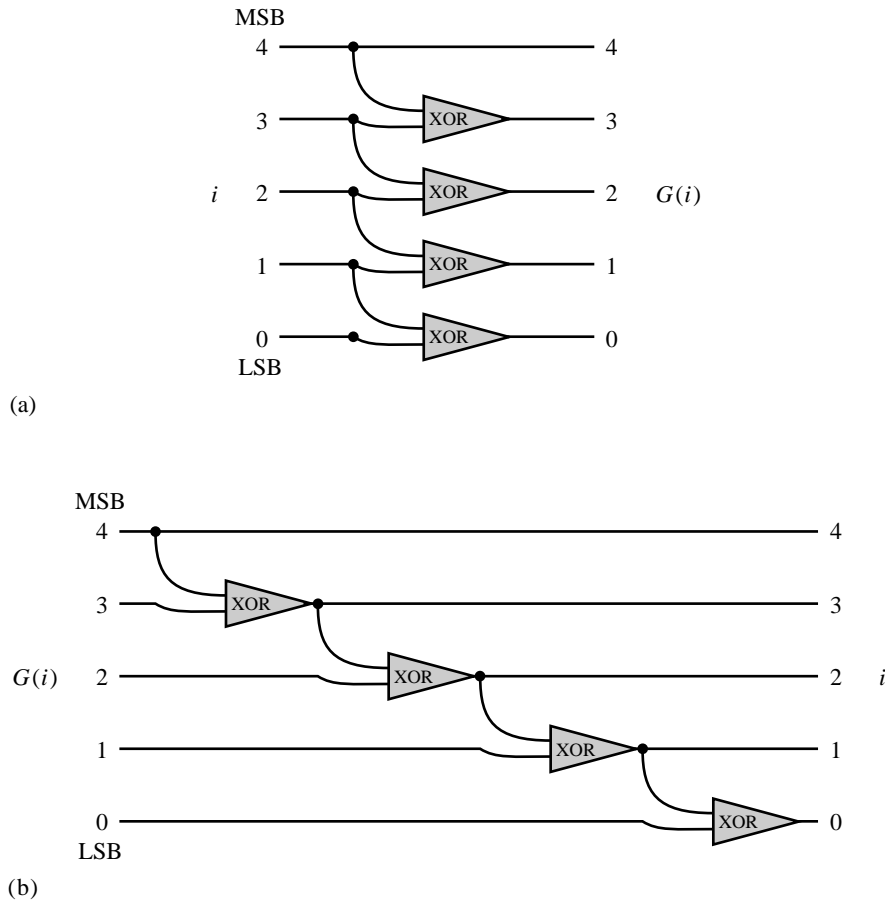 MSB
4 4
XOR
3 3
XOR
i 2 2 G(i)
XOR
1 1
XOR
0 0
LSB
(a)
MSB
4 4
XOR
3 3
XOR
G(i) 2 2 i
XOR
1 1
XOR
0 0
LSB
(b)